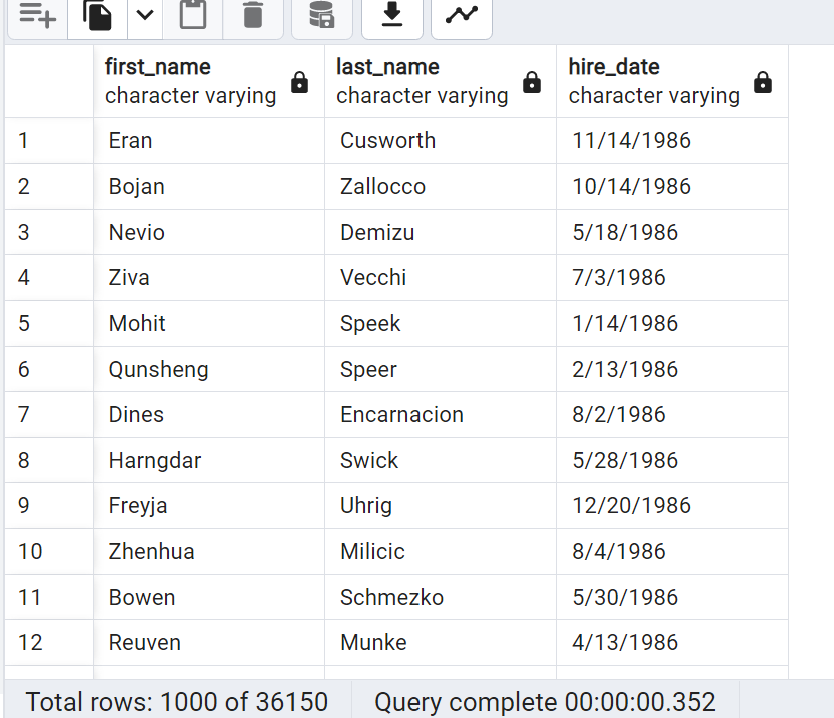 first_name last_name hire_date
character varying character varying character varying
1 Eran Cusworth 11/14/1986
2 Bojan Zallocco 10/14/1986
3 Nevio Demizu 5/18/1986
4 Ziva Vecchi 7/3/1986
5 Mohit Speek 1/14/1986
6 Qunsheng Speer 2/13/1986
7 Dines Encarnacion 8/2/1986
8 Harngdar Swick 5/28/1986
9 Freyja Uhrig 12/20/1986
10 Zhenhua Milicic 8/4/1986
11 Bowen Schmezko 5/30/1986
12 Reuven Munke 4/13/1986
Total rows: 1000 of 36150 Query complete 00:00:00.352